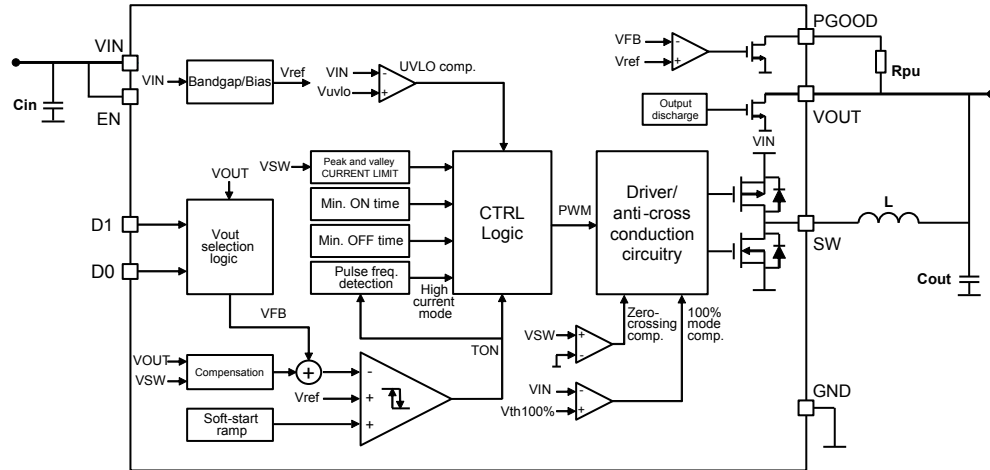 PGOOD
VIN
VFB
Vref
Rpu
VIN
Bandgap/Bias
Vref
VIN
Vuvlo
UVLO comp.
Cin
EN
Output
discharge
VOUT
VIN
VOUT
VSW
Peak and valley
CURRENT LIMIT
Min. ON time
Min. OFF time
Pulse freq.
detection
CTRL
Logic
PWM
Driver/
anti-cross
conduction
circuitry
L
SW
D1
D0
Vout
selection
logic
High
current
mode
Cout
VFB
TON
Zero-
crossing
comp.
100%
mode
comp.
VSW
VOUT
VSW
Compensation
Vref
Soft-start
ramp
VIN
Vth100%
GND
+
-
+
+
-
+
-
+
+
-
-
+